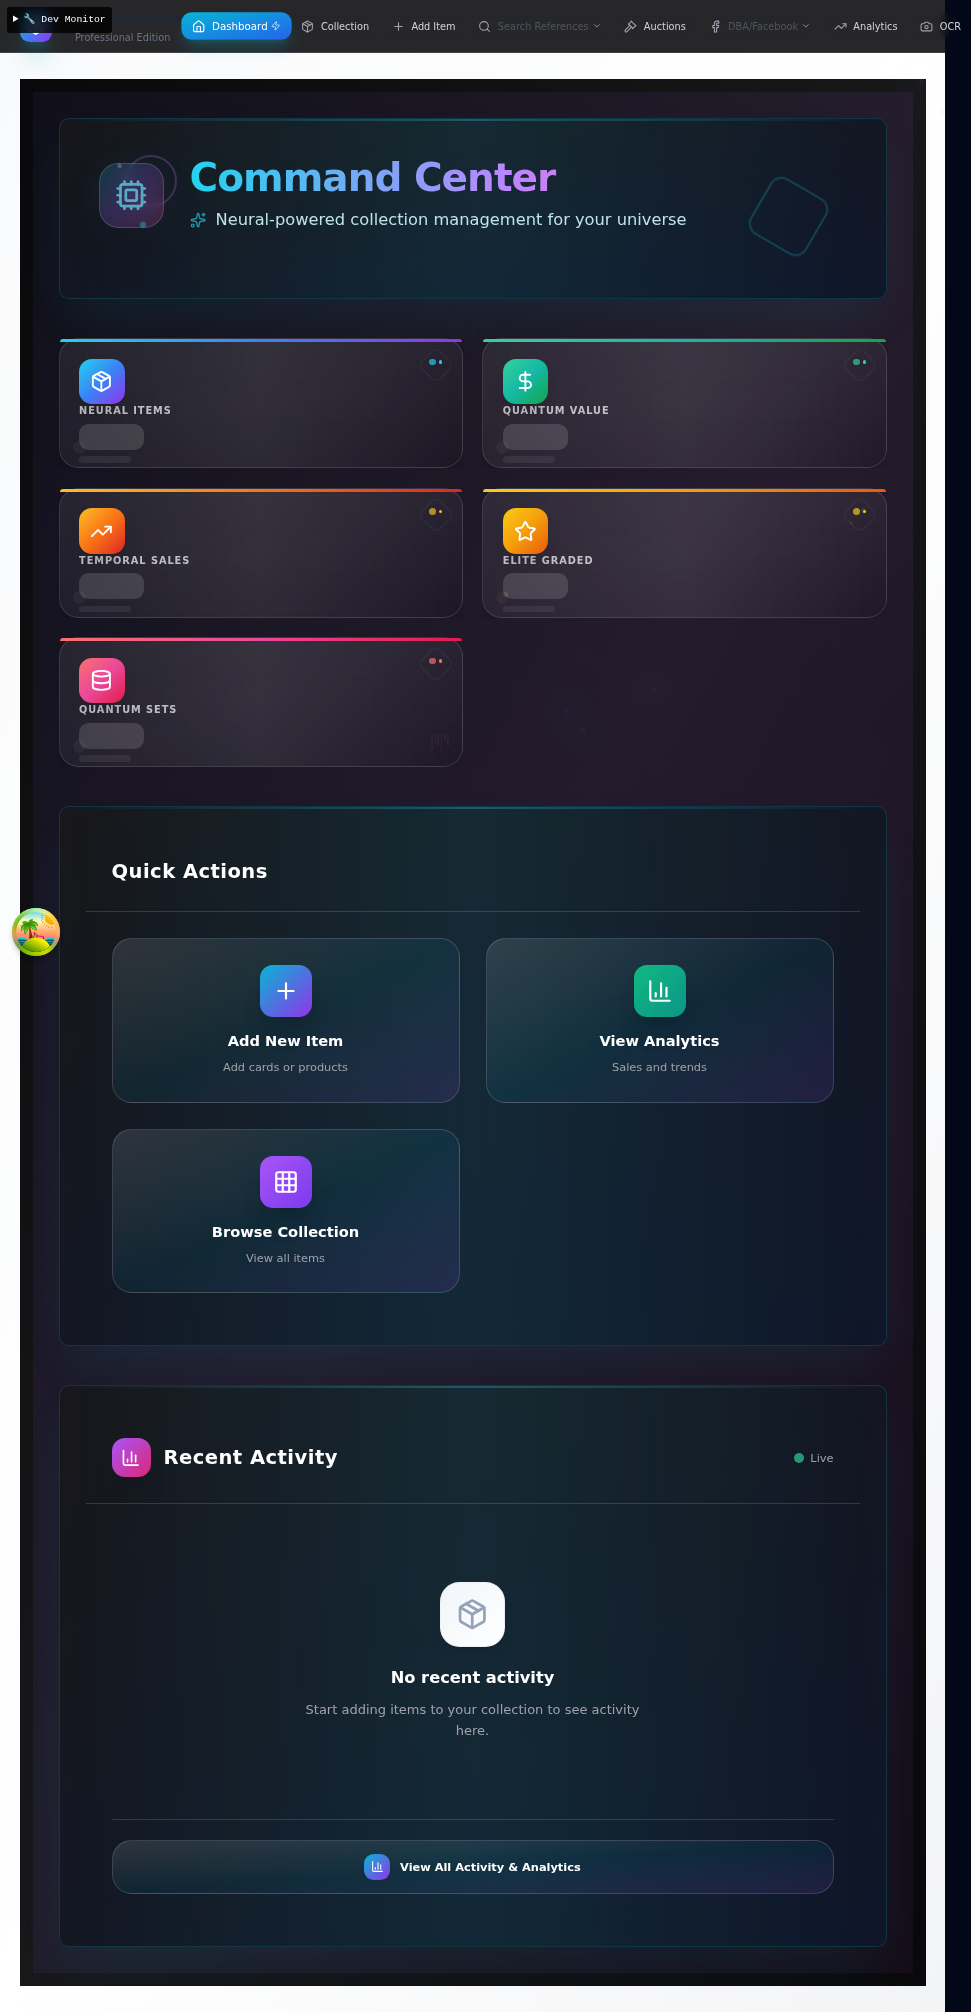 🔧 Dev Monitor
Professional Edition
Dashboard
Collection
Add Item
Search References
Auctions
DBA/Facebook
Analytics
OCR
Command Center
Neural-powered collection management for your universe
NEURAL ITEMS
QUANTUM VALUE
TEMPORAL SALES
ELITE GRADED
QUANTUM SETS
Quick Actions
Add New Item
Add cards or products
View Analytics
Sales and trends
Browse Collection
View all items
Recent Activity
Live
No recent activity
Start adding items to your collection to see activity
here.
View All Activity & Analytics